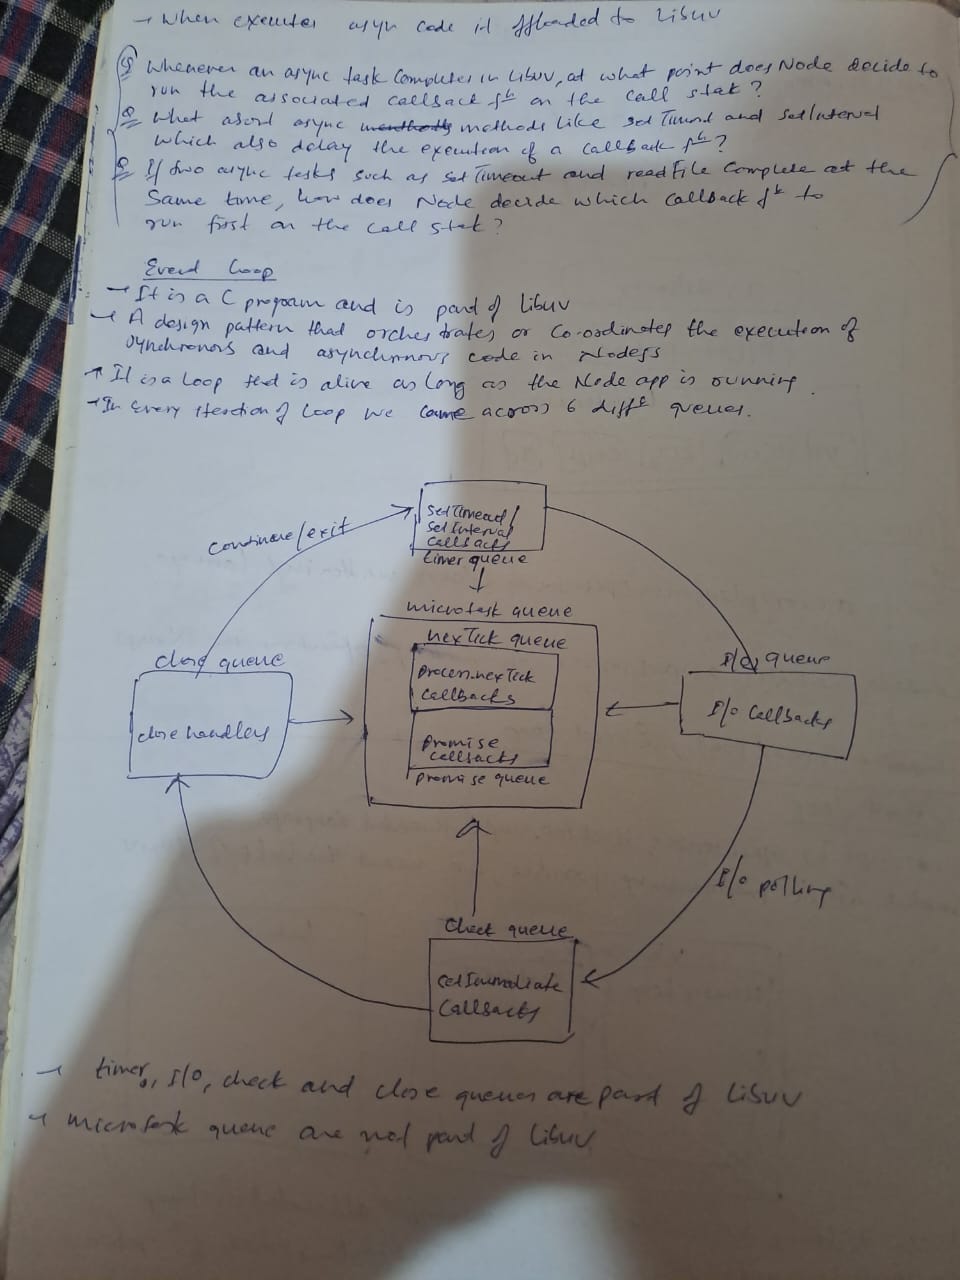 → When executes asyn code it offloaded to Libuv
Q Whenever an async task Completes in Libuv, at what point does Node decide to
run the associated callback fn on the call stak?
Q What about async methods like setTimeout and setInterval
which also delay the execution of a callback fn?
Q If two async tasks such as setTimeout and readFile Complete at the
Same time, how does Node decide which callback fn to
run first on the call stak?
Event Loop
→ It is a C program and is part of libuv
→ A design pattern that orchestrates or Co-ordinates the execution of
synchronous and asynchronous code in Nodejs
→ It is a Loop that is alive as long as the Node app is running.
→ In every iteration of loop we came across 6 diff queues.
continue/exit
SetTimeout/
SetInterval
callbacks
timer queue
microtask queue
nexTick queue
process.nexTick
callbacks
promise
callbacks
promise queue
close queue
close handlers
I/O queue
I/o Callbacks
I/o polling
Check queue
setImmediate
Callbacks
→ timer, I/O, check and close queues are part of libuv
→ microtask queue are not part of libuv